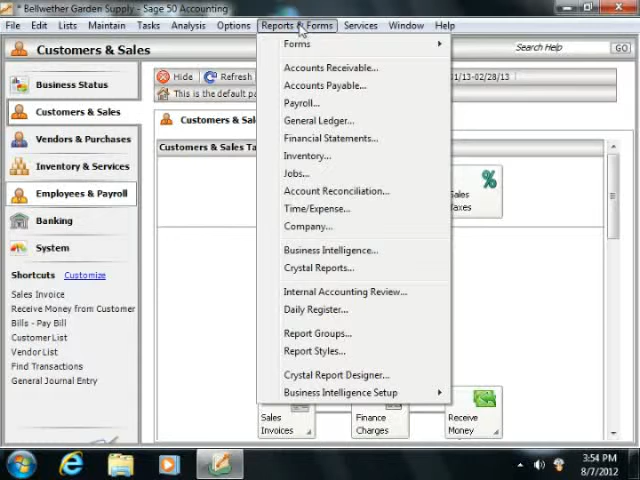 * Bellwether Garden Supply - Sage 50 Accounting
File Edit Lists Maintain Tasks Analysis Options Reports & Forms Services Window Help
Customers & Sales
Search Help GO
Business Status
Customers & Sales
Vendors & Purchases
Inventory & Services
Employees & Payroll
Banking
System
Shortcuts Customize
Sales Invoice
Receive Money from Customer
Bills - Pay Bill
Customer List
Vendor List
Find Transactions
General Journal Entry
Hide Refresh
31/13-02/28/13
This is the default pa
Customers & Sal
Customers & Sales Ta
Forms
Accounts Receivable...
Accounts Payable...
Payroll...
General Ledger...
Financial Statements...
Inventory...
Jobs...
Account Reconciliation...
Time/Expense...
Company...
Business Intelligence...
Crystal Reports...
Internal Accounting Review...
Daily Register...
Report Groups...
Report Styles...
Crystal Report Designer...
Business Intelligence Setup
Sales
Taxes
%
Sales
Invoices
Finance
Charges
Receive
Money
3:54 PM
8/7/2012